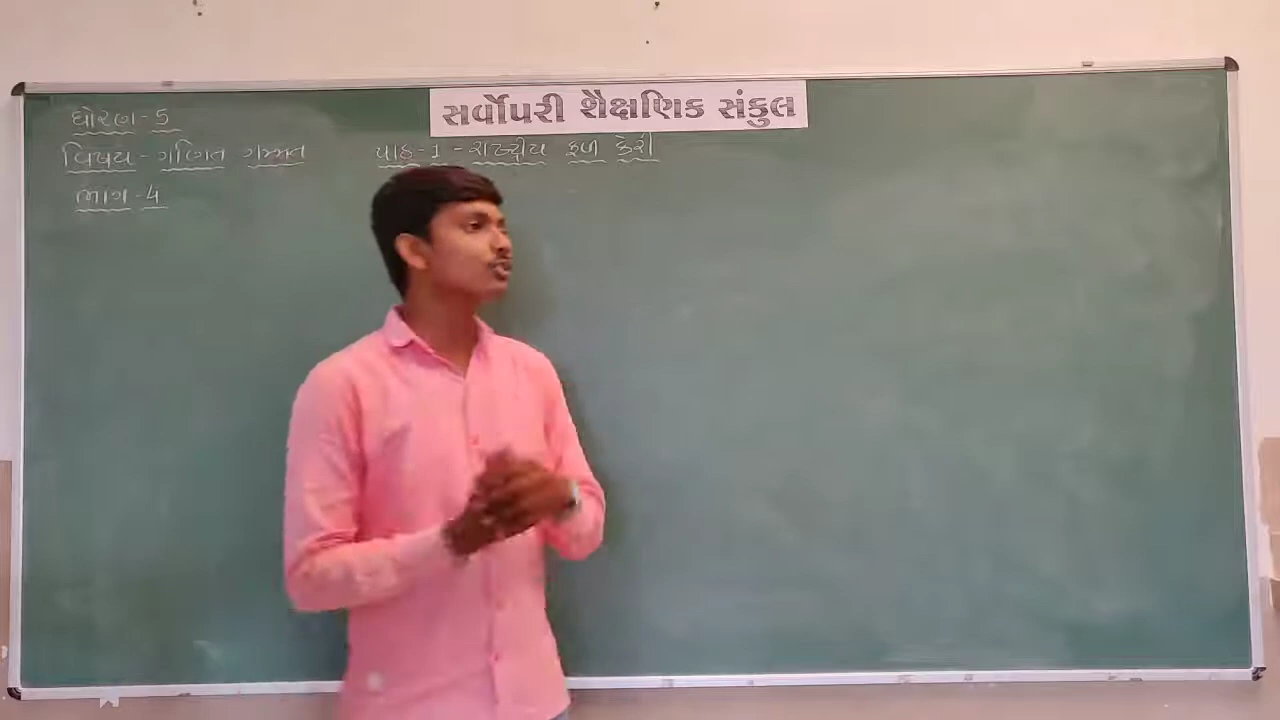 સર્વોપરી શૈક્ષણિક સંકુલ
ધોરણ - 5
વિષય - ગણિત ગમ્મત પાઠ - 1 - રાષ્ટ્રીય ફળ કેરી
ભાગ - 4